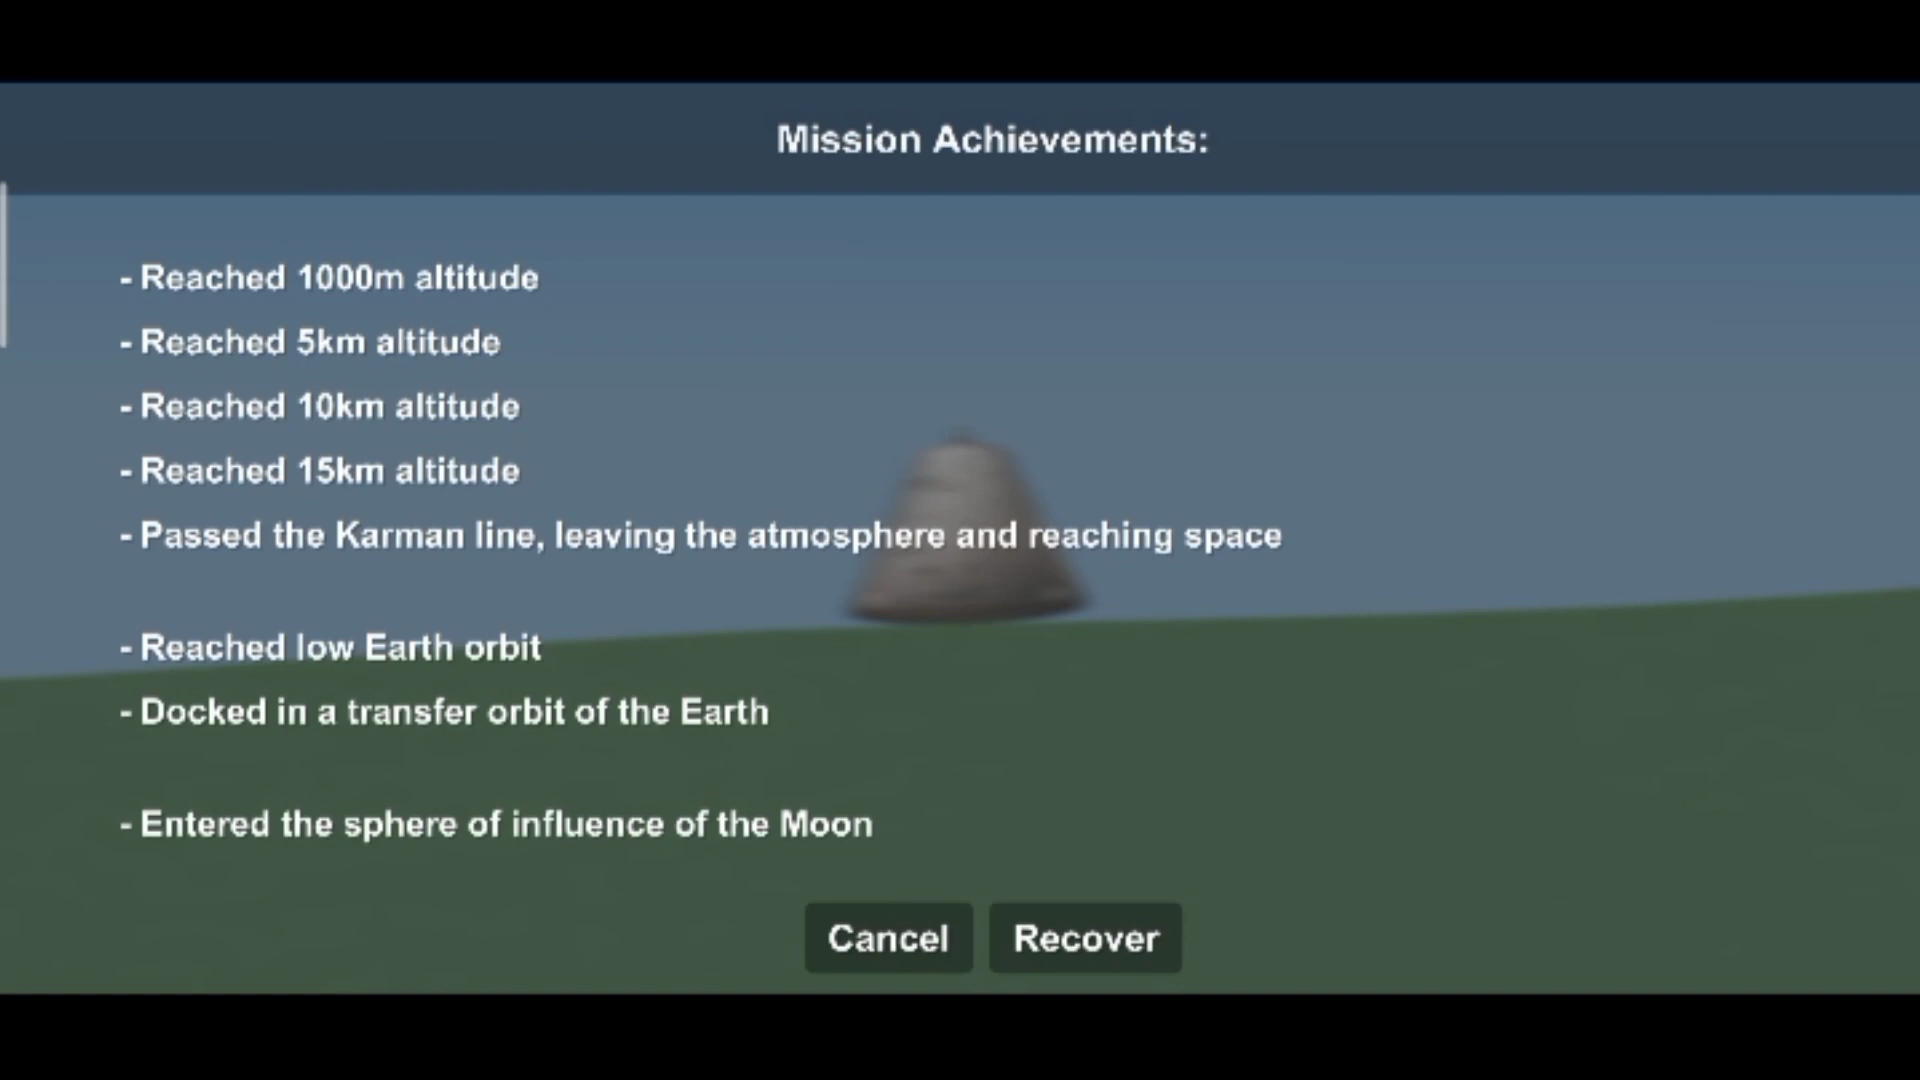 Mission Achievements:
- Reached 1000m altitude
- Reached 5km altitude
- Reached 10km altitude
- Reached 15km altitude
- Passed the Karman line, leaving the atmosphere and reaching space
- Reached low Earth orbit
- Docked in a transfer orbit of the Earth
- Entered the sphere of influence of the Moon
Cancel
Recover